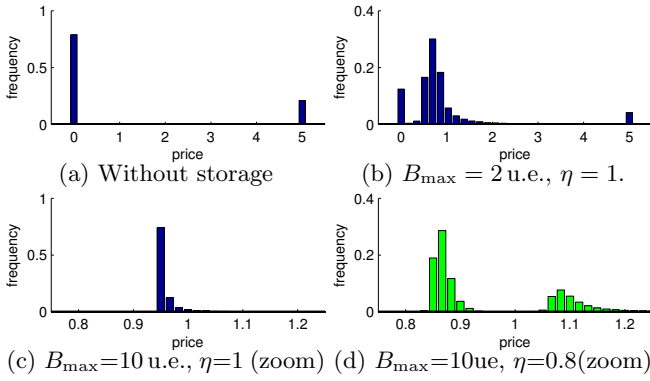 1
0.5
0
frequency
0 1 2 3 4 5
price
(a) Without storage
0.4
0.2
0
frequency
0 1 2 3 4 5
price
(b) Bmax = 2 u.e., η = 1.
1
0.5
0
frequency
0.8 0.9 1 1.1 1.2
price
(c) Bmax=10 u.e., η=1 (zoom)
0.4
0.2
0
frequency
0.8 0.9 1 1.1 1.2
price
(d) Bmax=10ue, η=0.8(zoom)